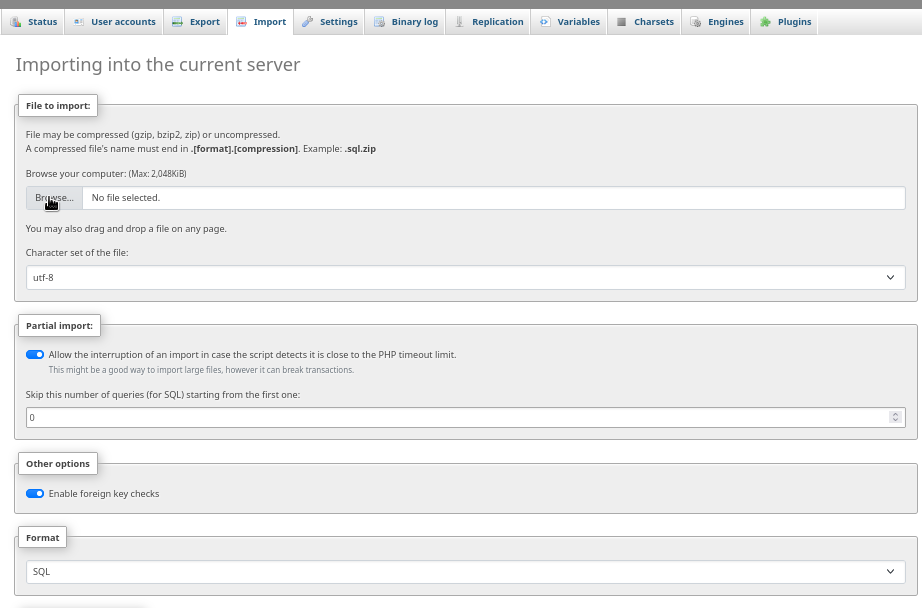 Status User accounts Export Import Settings Binary log Replication Variables Charsets Engines Plugins
Importing into the current server
File to import:
File may be compressed (gzip, bzip2, zip) or uncompressed.
A compressed file's name must end in .[format].[compression]. Example: .sql.zip
Browse your computer: (Max: 2,048KiB)
Browse... No file selected.
You may also drag and drop a file on any page.
Character set of the file:
utf-8
Partial import:
Allow the interruption of an import in case the script detects it is close to the PHP timeout limit.
This might be a good way to import large files, however it can break transactions.
Skip this number of queries (for SQL) starting from the first one:
0
Other options
Enable foreign key checks
Format
SQL